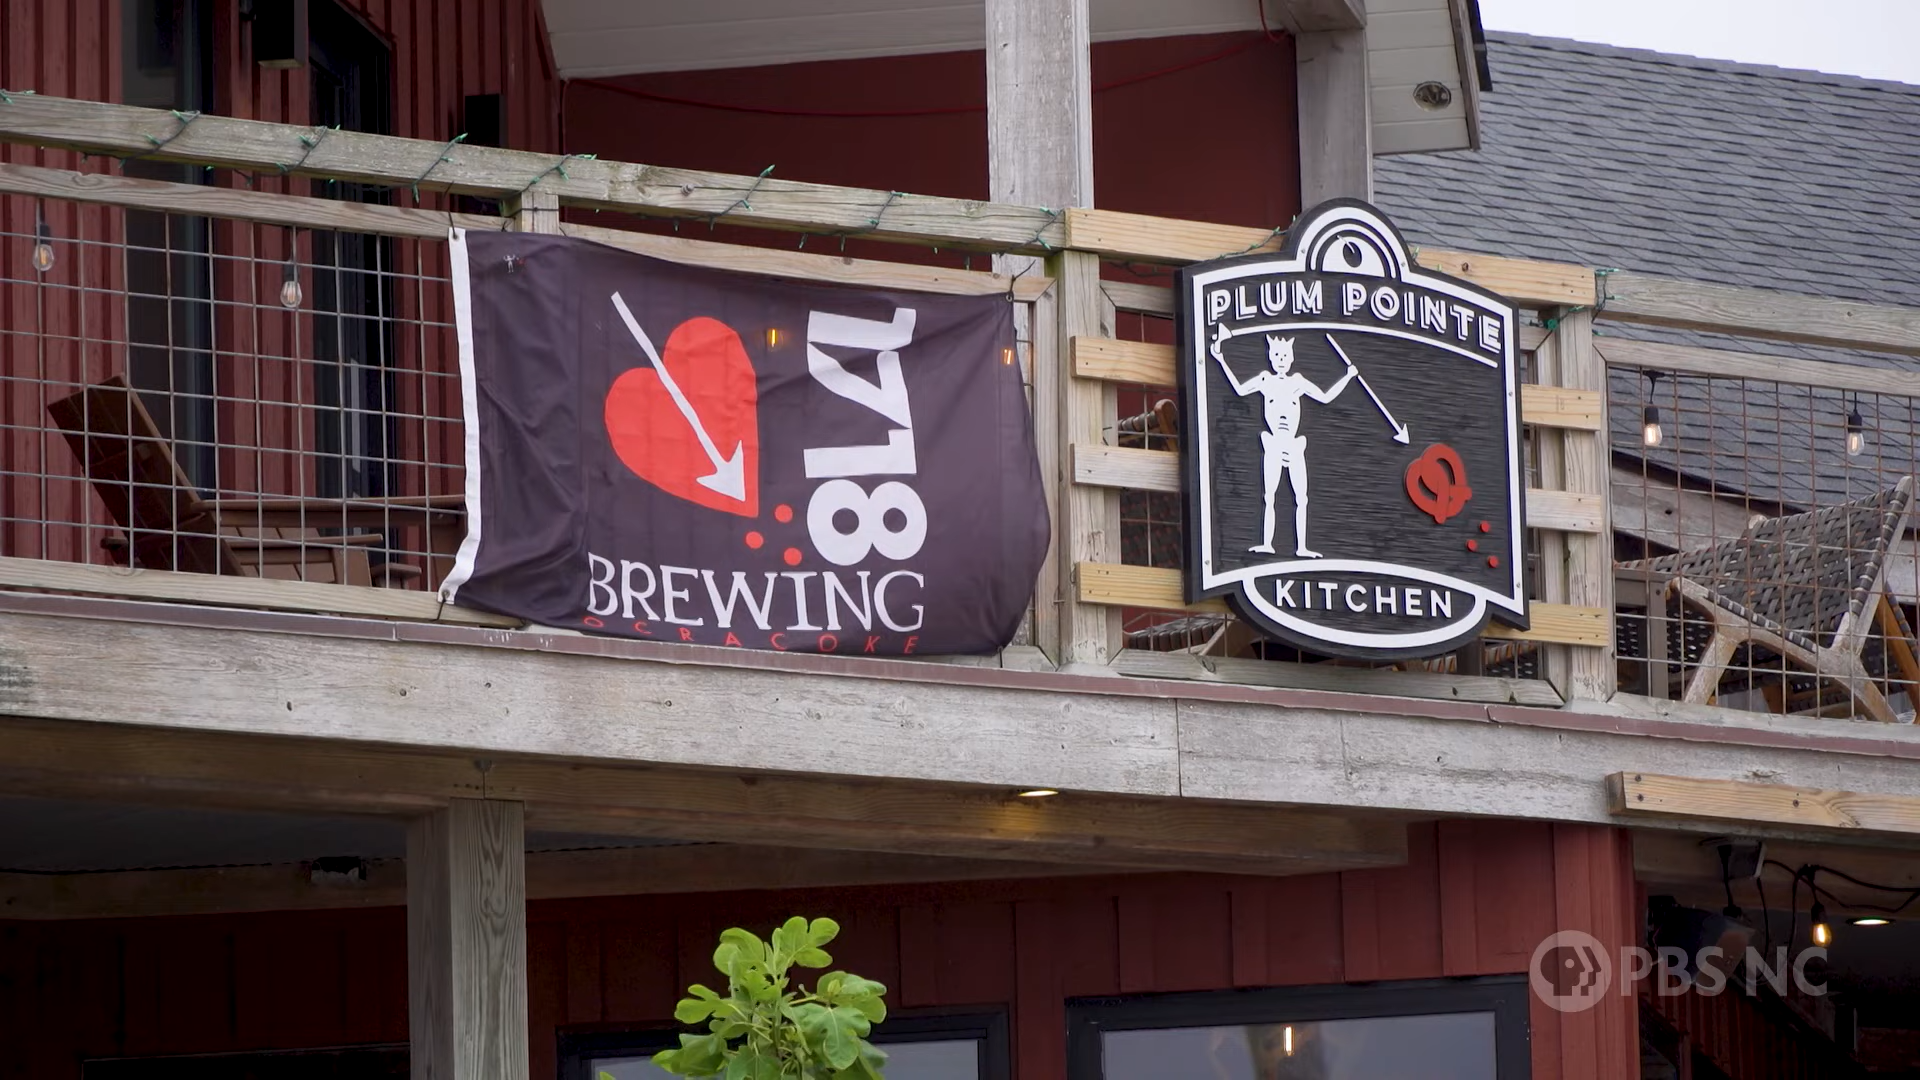 1718
BREWING
OCRACOKE
PLUM POINTE
KITCHEN
PBS NC